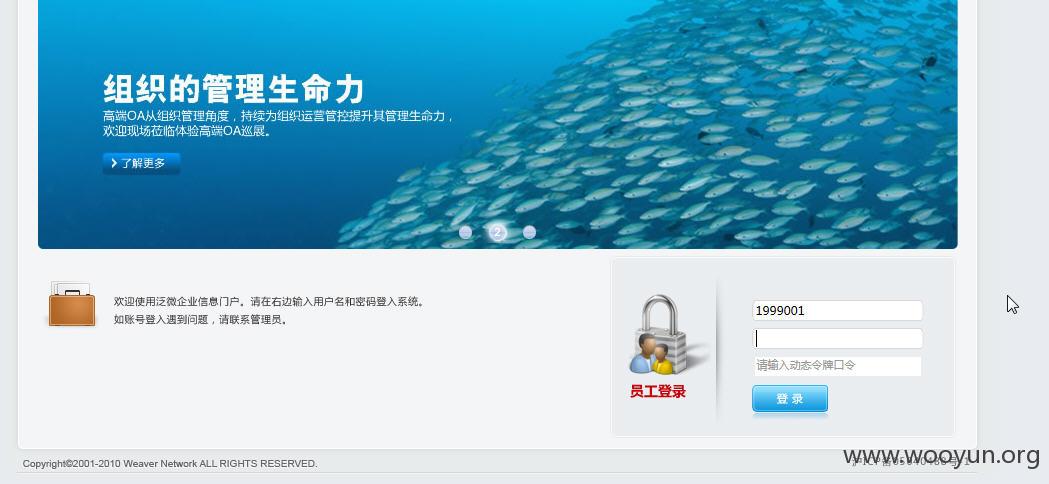 组织的管理生命力
高端OA从组织管理角度，持续为组织运营管控提升其管理生命力，
欢迎现场莅临体验高端OA巡展。
了解更多
2
欢迎使用泛微企业信息门户。请在右边输入用户名和密码登入系统。
如账号登入遇到问题，请联系管理员。
1999001
请输入动态令牌口令
员工登录
登 录
Copyright©2001-2010 Weaver Network ALL RIGHTS RESERVED.
www.wooyun.org